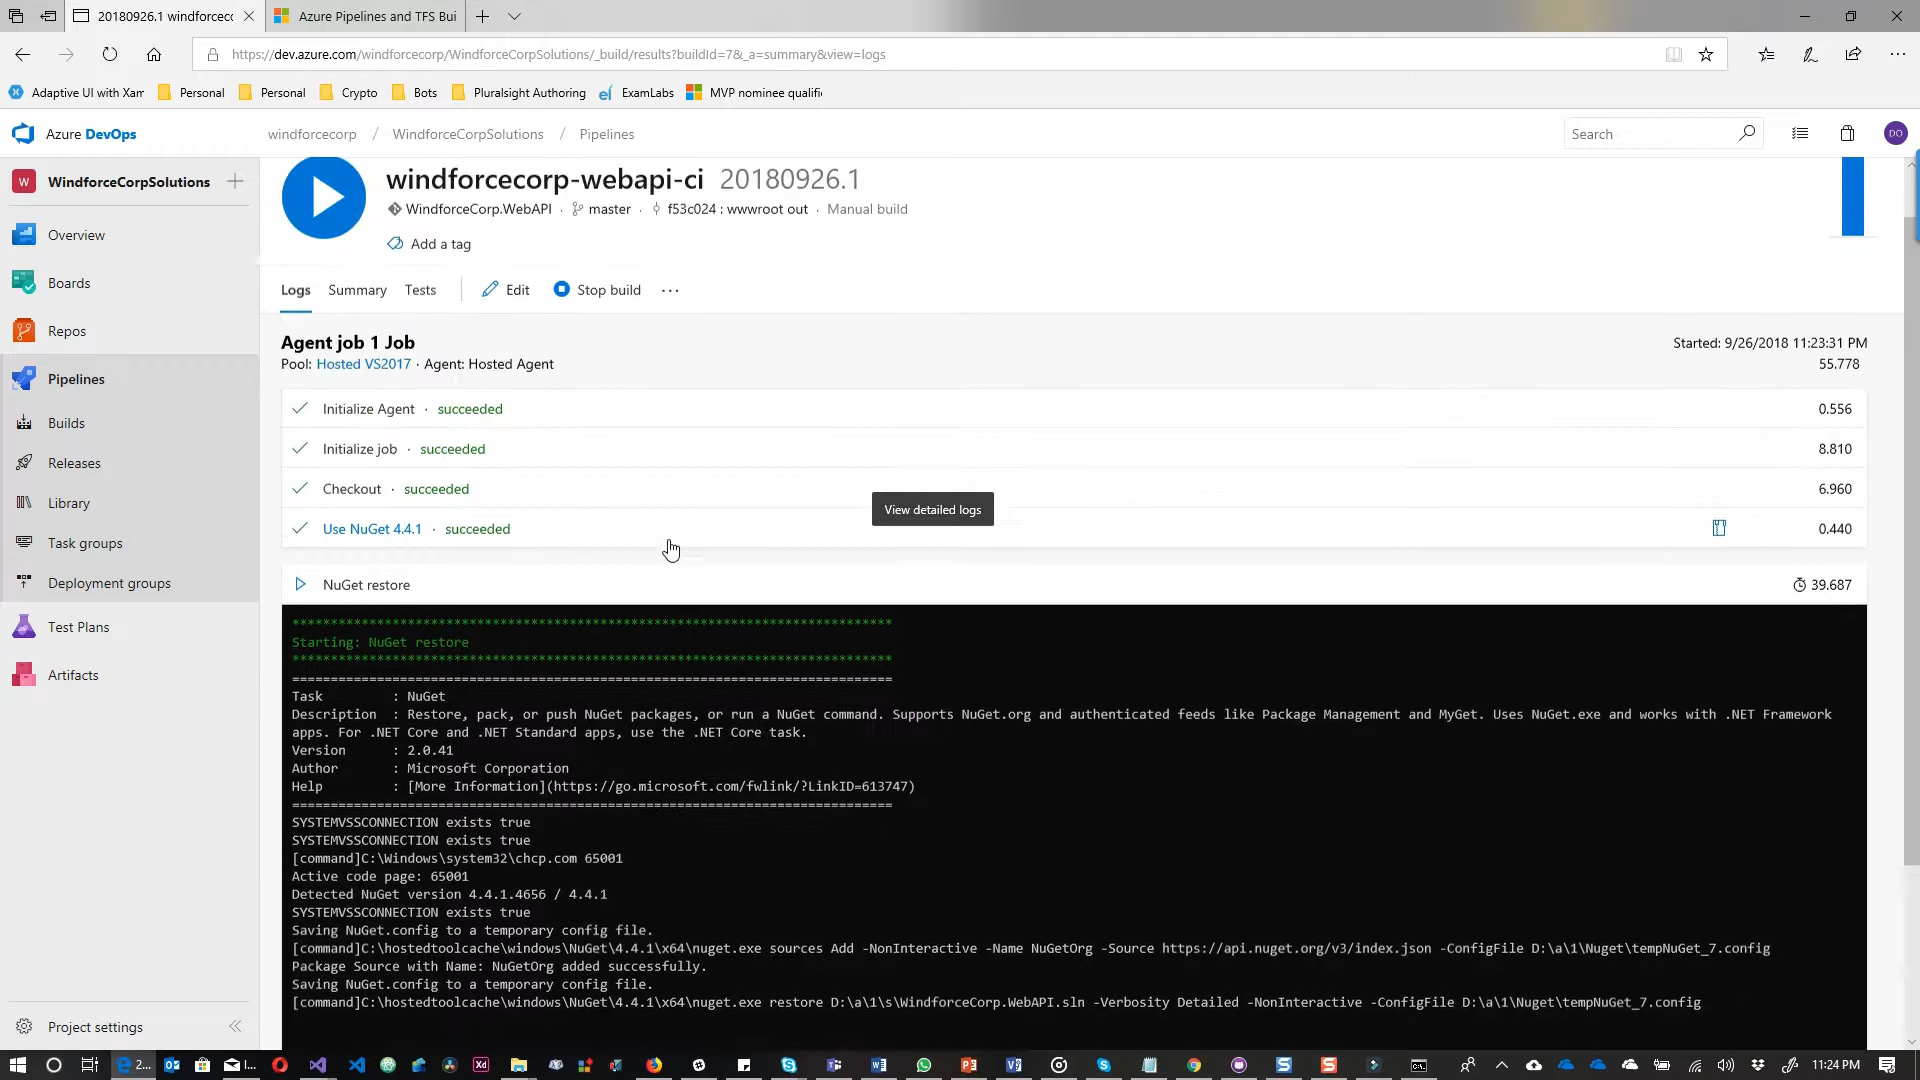 20180926.1 windforcecc
Azure Pipelines and TFS Bui
https://dev.azure.com/windforcecorp/WindforceCorpSolutions/_build/results?buildId=7&_a=summary&view=logs
Adaptive UI with Xam Personal Personal Crypto Bots Pluralsight Authoring ExamLabs MVP nominee qualifi
Azure DevOps windforcecorp / WindforceCorpSolutions / Pipelines Search DO
W WindforceCorpSolutions
Overview
Boards
Repos
Pipelines
Builds
Releases
Library
Task groups
Deployment groups
Test Plans
Artifacts
Project settings
windforcecorp-webapi-ci 20180926.1
WindforceCorp.WebAPI · master · f53c024 : wwwroot out · Manual build
Add a tag
Logs Summary Tests Edit Stop build ...
Agent job 1 Job Started: 9/26/2018 11:23:31 PM
Pool: Hosted VS2017 · Agent: Hosted Agent 55.778
Initialize Agent · succeeded 0.556
Initialize job · succeeded 8.810
Checkout · succeeded 6.960
View detailed logs
Use NuGet 4.4.1 · succeeded 0.440
NuGet restore 39.687
******************************************************************************
Starting: NuGet restore
******************************************************************************
==============================================================================
Task : NuGet
Description : Restore, pack, or push NuGet packages, or run a NuGet command. Supports NuGet.org and authenticated feeds like Package Management and MyGet. Uses NuGet.exe and works with .NET Framework
apps. For .NET Core and .NET Standard apps, use the .NET Core task.
Version : 2.0.41
Author : Microsoft Corporation
Help : [More Information](https://go.microsoft.com/fwlink/?LinkID=613747)
==============================================================================
SYSTEMVSSCONNECTION exists true
SYSTEMVSSCONNECTION exists true
[command]C:\Windows\system32\chcp.com 65001
Active code page: 65001
Detected NuGet version 4.4.1.4656 / 4.4.1
SYSTEMVSSCONNECTION exists true
Saving NuGet.config to a temporary config file.
[command]C:\hostedtoolcache\windows\NuGet\4.4.1\x64\nuget.exe sources Add -NonInteractive -Name NuGetOrg -Source https://api.nuget.org/v3/index.json -ConfigFile D:\a\1\Nuget\tempNuGet_7.config
Package Source with Name: NuGetOrg added successfully.
Saving NuGet.config to a temporary config file.
[command]C:\hostedtoolcache\windows\NuGet\4.4.1\x64\nuget.exe restore D:\a\1\s\WindforceCorp.WebAPI.sln -Verbosity Detailed -NonInteractive -ConfigFile D:\a\1\Nuget\tempNuGet_7.config
2... I... Xd 11:24 PM